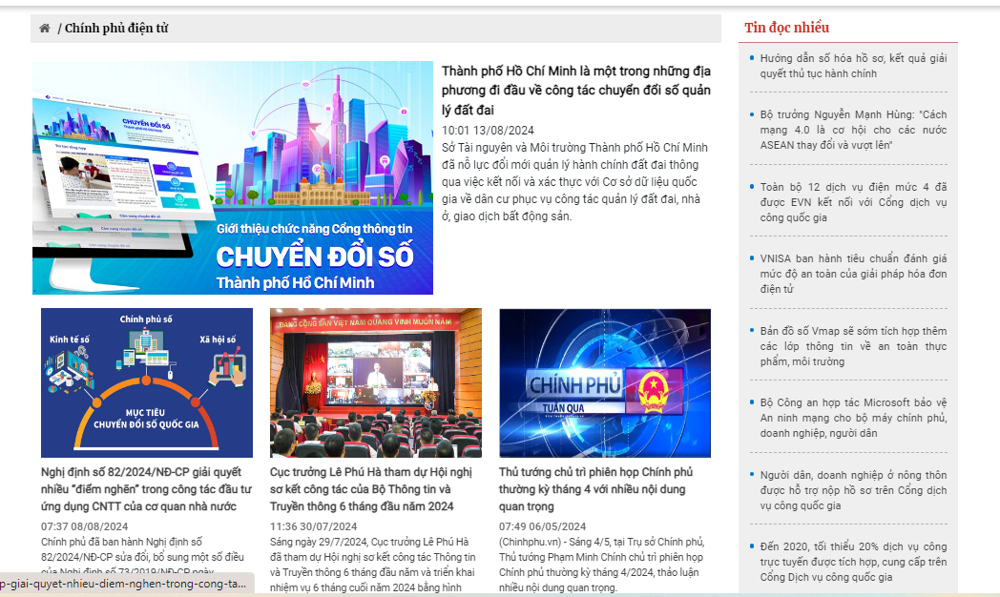 / Chính phủ điện tử
CHUYỂN ĐỔI SỐ
Giới thiệu chức năng Cổng thông tin
CHUYỂN ĐỔI SỐ
Thành phố Hồ Chí Minh
Thành phố Hồ Chí Minh là một trong những địa
phương đi đầu về công tác chuyển đổi số quản
lý đất đai
10:01 13/08/2024
Sở Tài nguyên và Môi trường Thành phố Hồ Chí Minh
đã nỗ lực đổi mới quản lý hành chính đất đai thông
qua việc kết nối và xác thực với Cơ sở dữ liệu quốc
gia về dân cư phục vụ công tác quản lý đất đai, nhà
ở, giao dịch bất động sản.
Chính phủ số
Kinh tế số
Xã hội số
MỤC TIÊU
CHUYỂN ĐỔI SỐ QUỐC GIA
Nghị định số 82/2024/NĐ-CP giải quyết
nhiều “điểm nghẽn” trong công tác đầu tư
ứng dụng CNTT của cơ quan nhà nước
07:37 08/08/2024
Chính phủ đã ban hành Nghị định số
82/2024/NĐ-CP sửa đổi, bổ sung một số điều
của Nghị định số 73/2019/NĐ-CP ngày
p-giai-quyet-nhieu-diem-nghen-trong-cong-ta...
ĐẢNG CỘNG SẢN VIỆT NAM QUANG VINH MUÔN NĂM
Cục trưởng Lê Phú Hà tham dự Hội nghị
sơ kết công tác của Bộ Thông tin và
Truyền thông 6 tháng đầu năm 2024
11:36 30/07/2024
Sáng ngày 29/7/2024, Cục trưởng Lê Phú Hà
đã tham dự Hội nghị sơ kết công tác Thông tin
và Truyền thông 6 tháng đầu năm và triển khai
nhiệm vụ 6 tháng cuối năm 2024 bằng hình
CHÍNH PHỦ
TUẦN QUA
Thủ tướng chủ trì phiên họp Chính phủ
thường kỳ tháng 4 với nhiều nội dung
quan trọng
07:49 06/05/2024
(Chinhphu.vn) - Sáng 4/5, tại Trụ sở Chính phủ,
Thủ tướng Phạm Minh Chính chủ trì phiên họp
Chính phủ thường kỳ tháng 4/2024, thảo luận
nhiều nội dung quan trọng.
Tin đọc nhiều
Hướng dẫn số hóa hồ sơ, kết quả giải
quyết thủ tục hành chính
Bộ trưởng Nguyễn Mạnh Hùng: "Cách
mạng 4.0 là cơ hội cho các nước
ASEAN thay đổi và vượt lên"
Toàn bộ 12 dịch vụ điện mức 4 đã
được EVN kết nối với Cổng dịch vụ
công quốc gia
VNISA ban hành tiêu chuẩn đánh giá
mức độ an toàn của giải pháp hóa đơn
điện tử
Bản đồ số Vmap sẽ sớm tích hợp thêm
các lớp thông tin về an toàn thực
phẩm, môi trường
Bộ Công an hợp tác Microsoft bảo vệ
An ninh mạng cho bộ máy chính phủ,
doanh nghiệp, người dân
Người dân, doanh nghiệp ở nông thôn
được hỗ trợ nộp hồ sơ trên Cổng dịch
vụ công quốc gia
Đến 2020, tối thiểu 20% dịch vụ công
trực tuyến được tích hợp, cung cấp trên
Cổng Dịch vụ công quốc gia